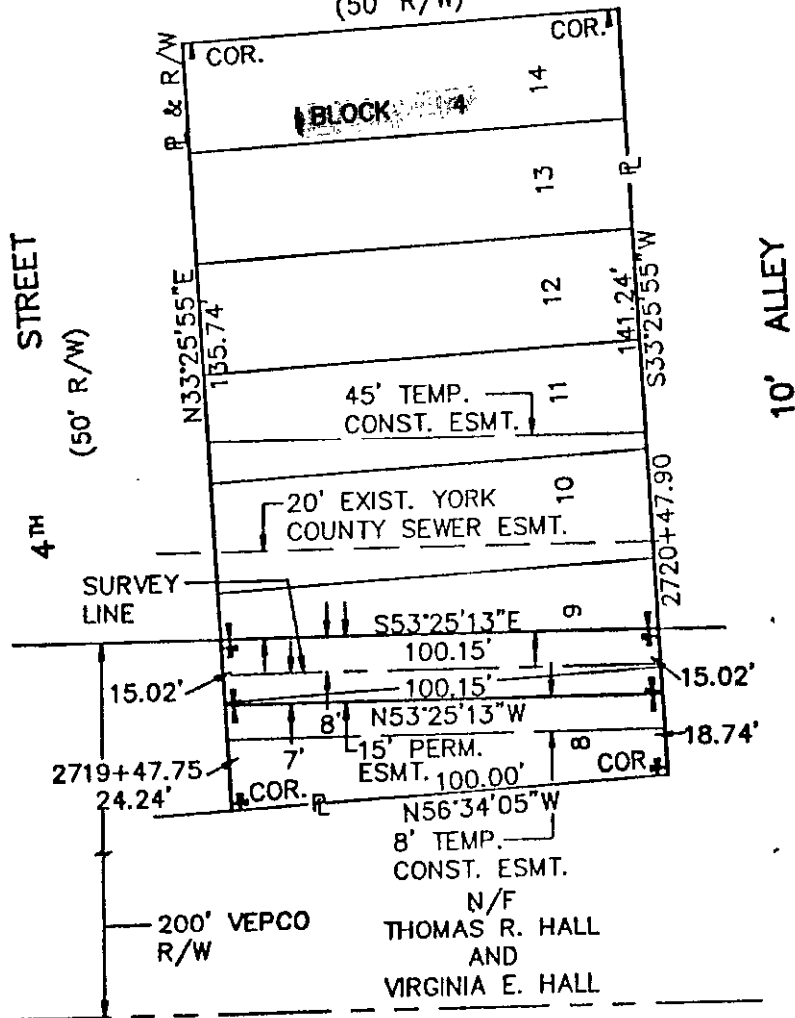 (50' R/W)
COR.
COR.
℞ & R/W
14
BLOCK 4
13
℞
STREET
(50' R/W)
4TH
N33°25'55"E
135.74'
12
141.24'
S33°25'55"W
10' ALLEY
45' TEMP.
CONST. ESMT.
11
10
20' EXIST. YORK
COUNTY SEWER ESMT.
2720+47.90
SURVEY
LINE
S53°25'13"E
9
100.15'
15.02'
100.15'
15.02'
8'
N53°25'13"W
7'
15' PERM.
ESMT.
8
18.74'
2719+47.75
24.24'
COR.
℞
100.00'
COR.
N56°34'05"W
8' TEMP.
CONST. ESMT.
N/F
THOMAS R. HALL
AND
VIRGINIA E. HALL
200' VEPCO
R/W